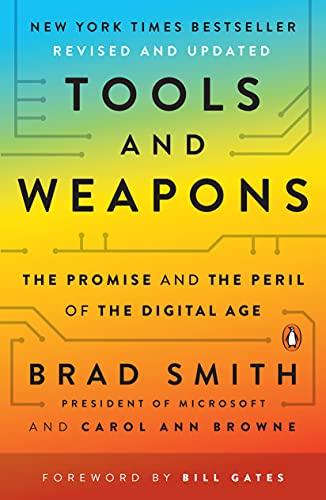 NEW YORK TIMES BESTSELLER
REVISED AND UPDATED
TOOLS
AND
WEAPONS
THE PROMISE AND THE PERIL
OF THE DIGITAL AGE
BRAD SMITH
PRESIDENT OF MICROSOFT
AND CAROL ANN BROWNE
FOREWORD BY BILL GATES